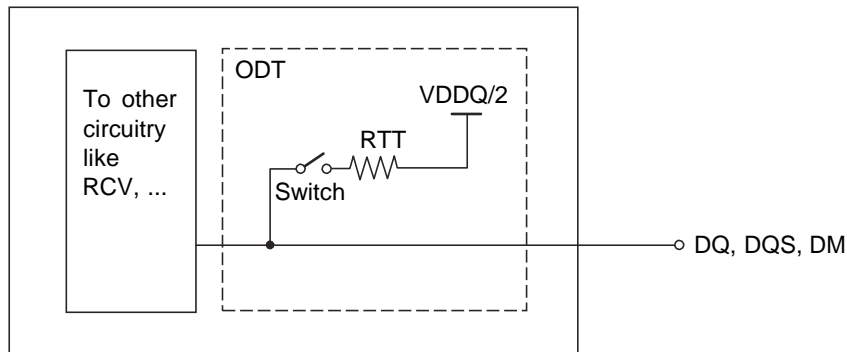 ODT
To other
circuitry
like
RCV, ...
VDDQ/2
RTT
Switch
DQ, DQS, DM